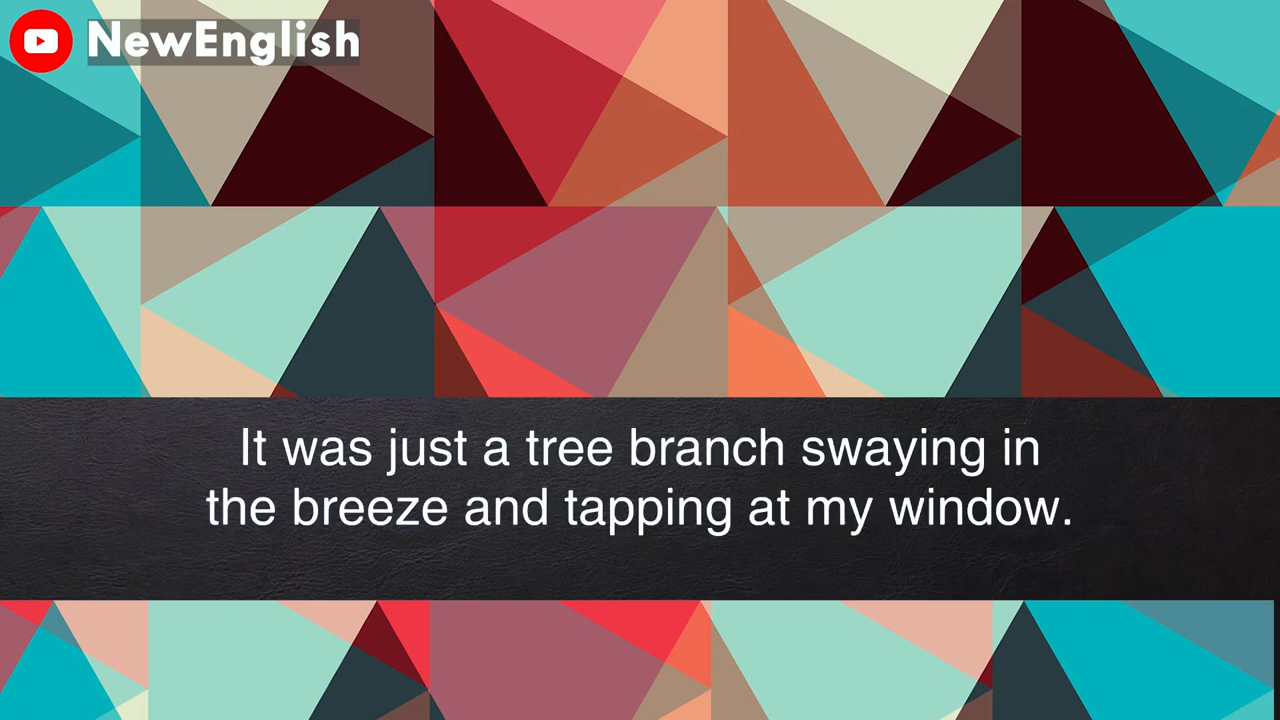 NewEnglish
It was just a tree branch swaying in
the breeze and tapping at my window.